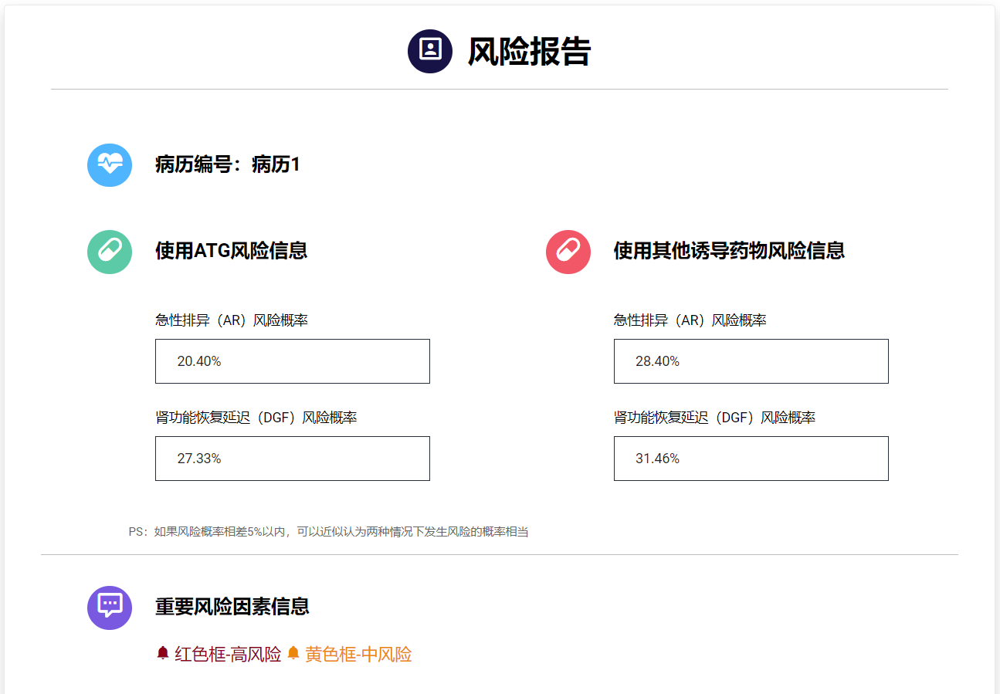 风险报告
病历编号：病历1
使用ATG风险信息
使用其他诱导药物风险信息
急性排异（AR）风险概率
急性排异（AR）风险概率
20.40%
28.40%
肾功能恢复延迟（DGF）风险概率
肾功能恢复延迟（DGF）风险概率
27.33%
31.46%
PS：如果风险概率相差5%以内，可以近似认为两种情况下发生风险的概率相当
重要风险因素信息
红色框-高风险 黄色框-中风险